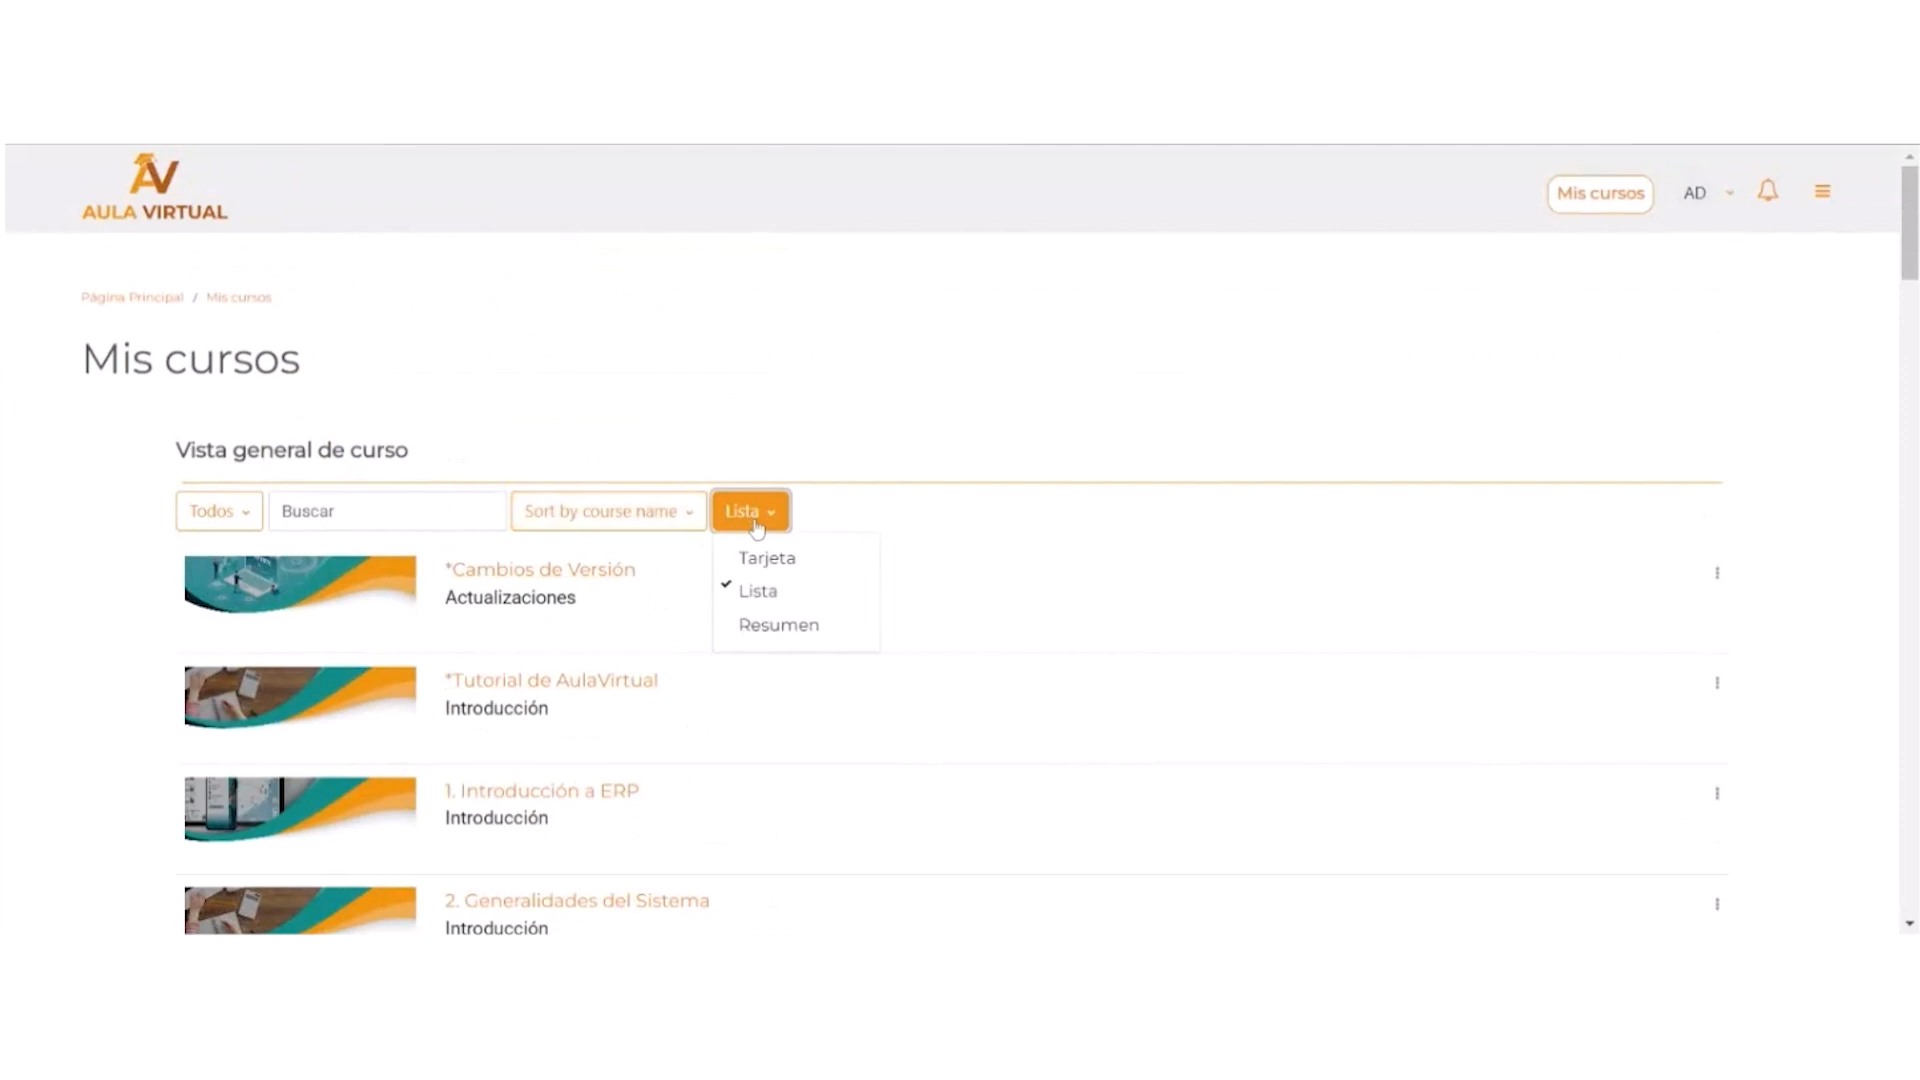 AV
AULA VIRTUAL
Mis cursos
AD
Página Principal / Mis cursos
Mis cursos
Vista general de curso
Todos
Buscar
Sort by course name
Lista
Tarjeta
Lista
Resumen
*Cambios de Versión
Actualizaciones
*Tutorial de AulaVirtual
Introducción
1. Introducción a ERP
Introducción
2. Generalidades del Sistema
Introducción